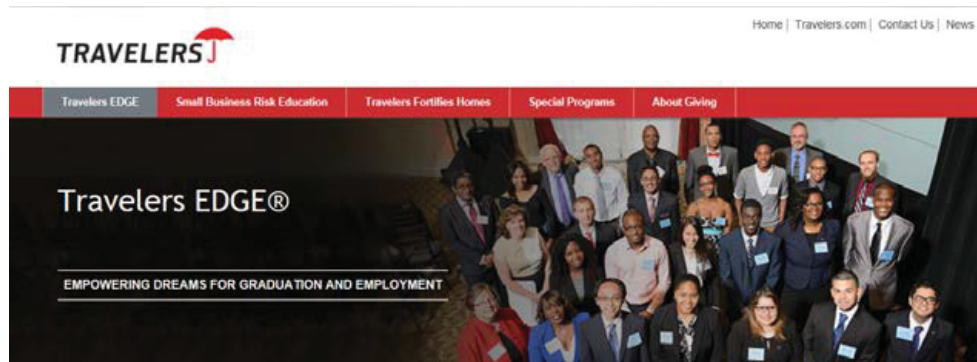 Home | Travelers.com | Contact Us | News
TRAVELERS
Travelers EDGE
Small Business Risk Education
Travelers Fortifies Homes
Special Programs
About Giving
Travelers EDGE®
EMPOWERING DREAMS FOR GRADUATION AND EMPLOYMENT